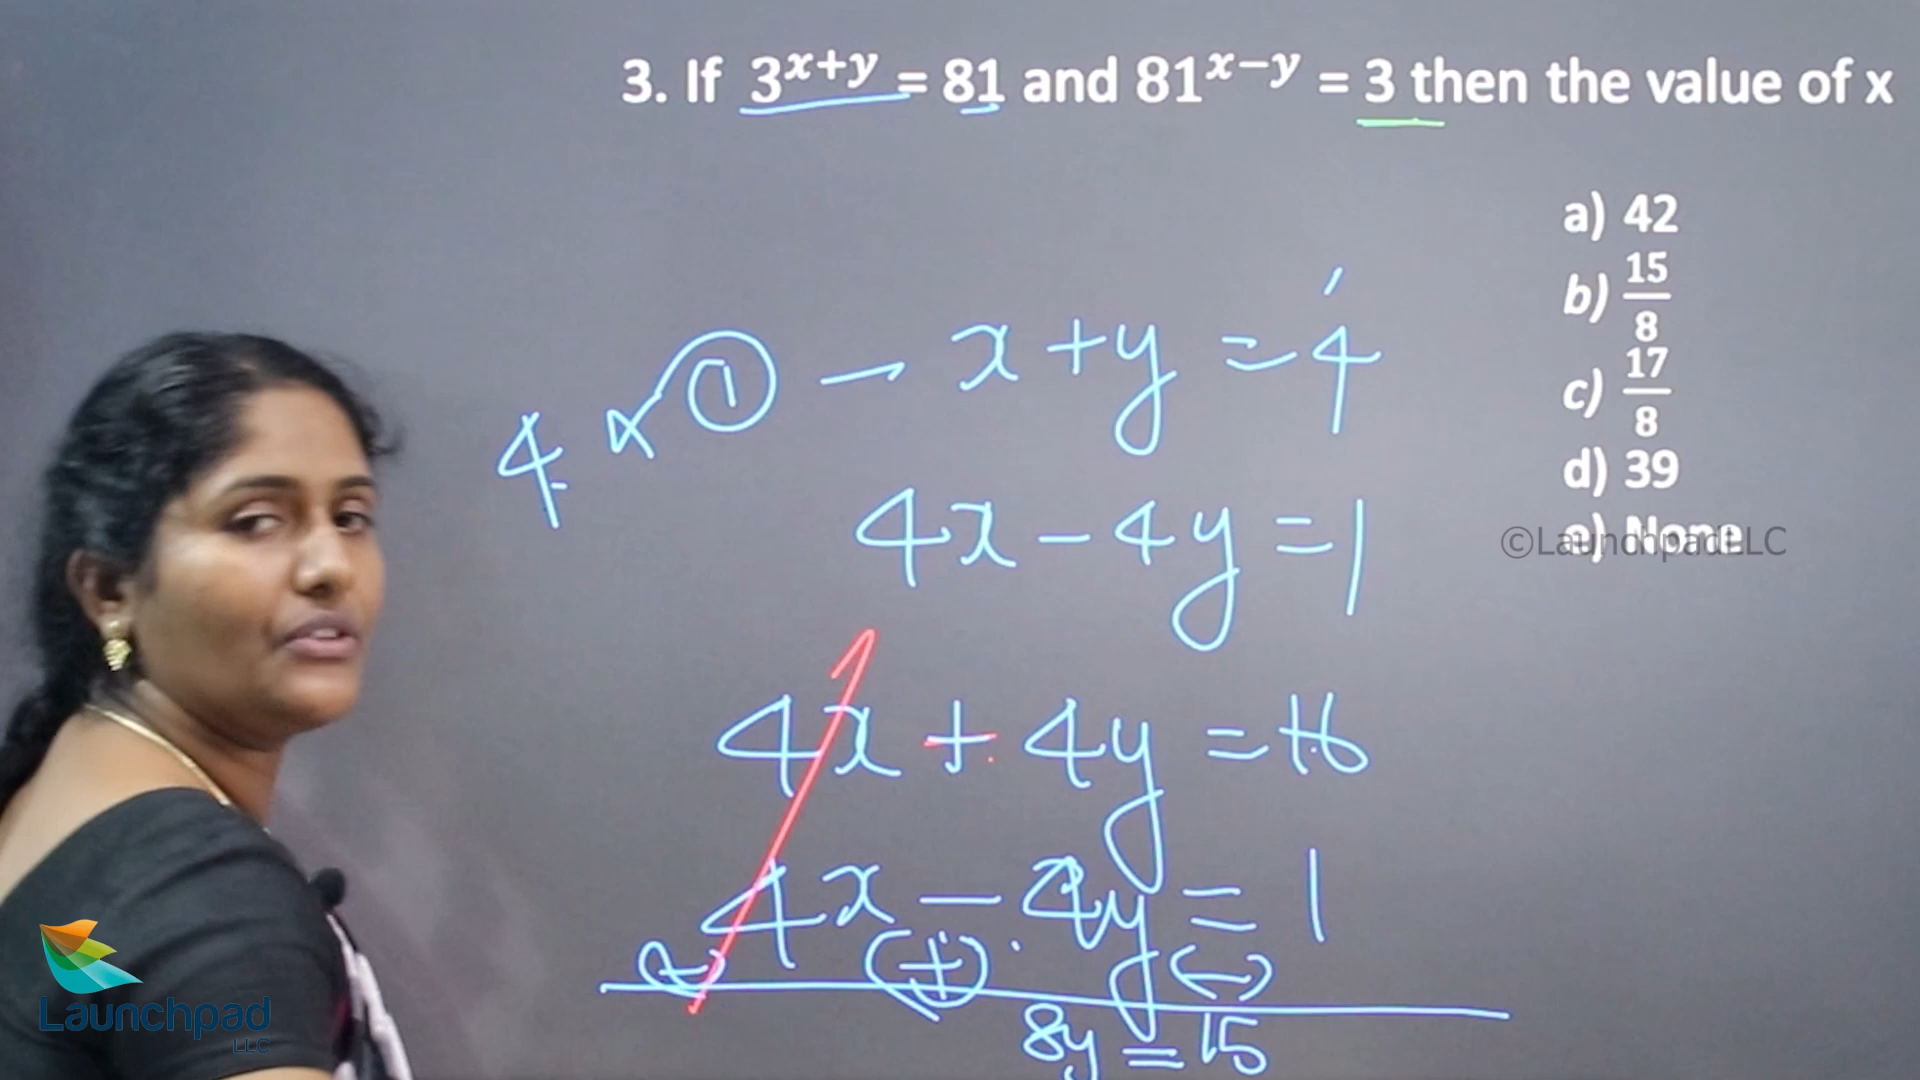 3. If 3^{x+y} = 81 and 81^{x-y} = 3 then the value of x
a) 42
b) 15/8
c) 17/8
d) 39
e) None
©LaunchpadLLC
4 × ① – x + y = 4
4x – 4y = 1
4x + 4y = 16
4x – 4y = 1
(–) (+) (–)
8y = 15
Launchpad
LLC